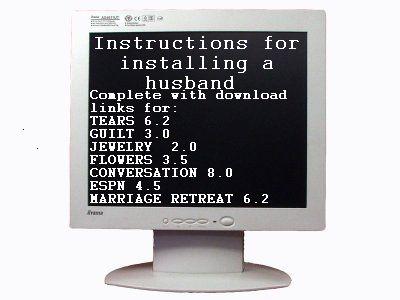 Instructions for
installing a
husband
Complete with download
links for:
TEARS 6.2
GUILT 3.0
JEWELRY 2.0
FLOWERS 3.5
CONVERSATION 8.0
ESPN 4.5
MARRIAGE RETREAT 6.2
iiyama